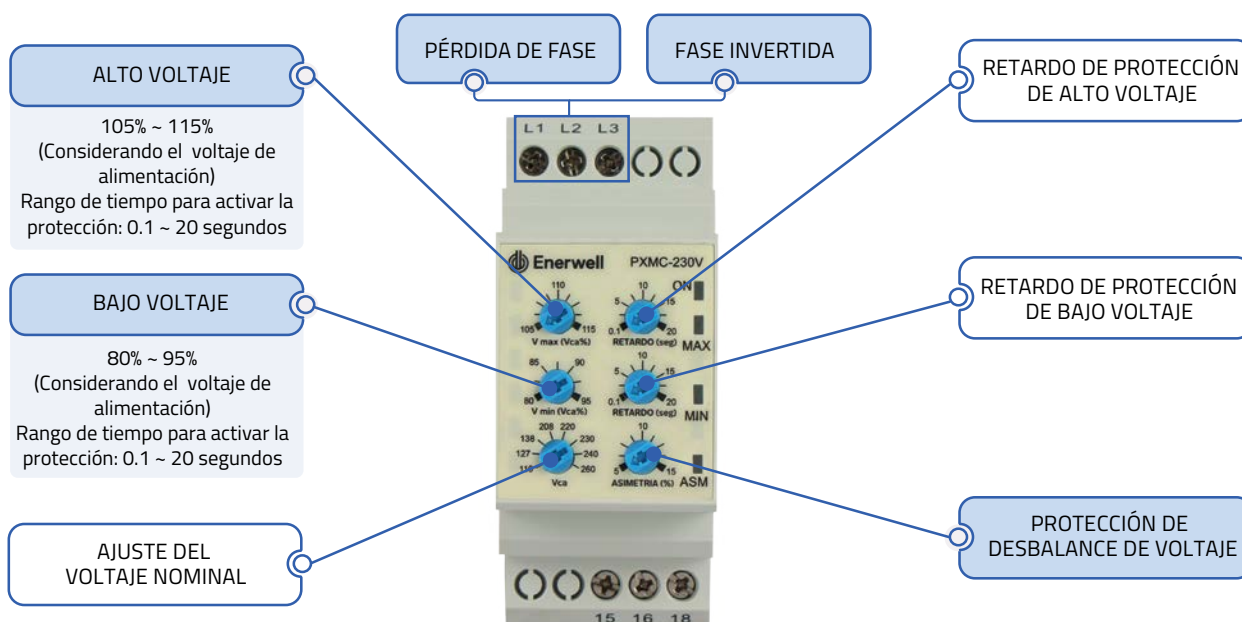 PÉRDIDA DE FASE
FASE INVERTIDA
ALTO VOLTAJE
105% ~ 115%
(Considerando el voltaje de
alimentación)
Rango de tiempo para activar la
protección: 0.1 ~ 20 segundos
RETARDO DE PROTECCIÓN
DE ALTO VOLTAJE
BAJO VOLTAJE
80% ~ 95%
(Considerando el voltaje de
alimentación)
Rango de tiempo para activar la
protección: 0.1 ~ 20 segundos
RETARDO DE PROTECCIÓN
DE BAJO VOLTAJE
AJUSTE DEL
VOLTAJE NOMINAL
PROTECCIÓN DE
DESBALANCE DE VOLTAJE
L1 L2 L3
Enerwell PXMC-230V
110 10 ON
5 15
105 115 0.1 20
V max (Vca%) RETARDO (seg) MAX
85 90 10
5 15
80 95 0.1 20
V min (Vca%) RETARDO (seg) MIN
208 220 10
138 230
127 240
260 5 15
Vca ASIMETRIA (%) ASM
15 16 18